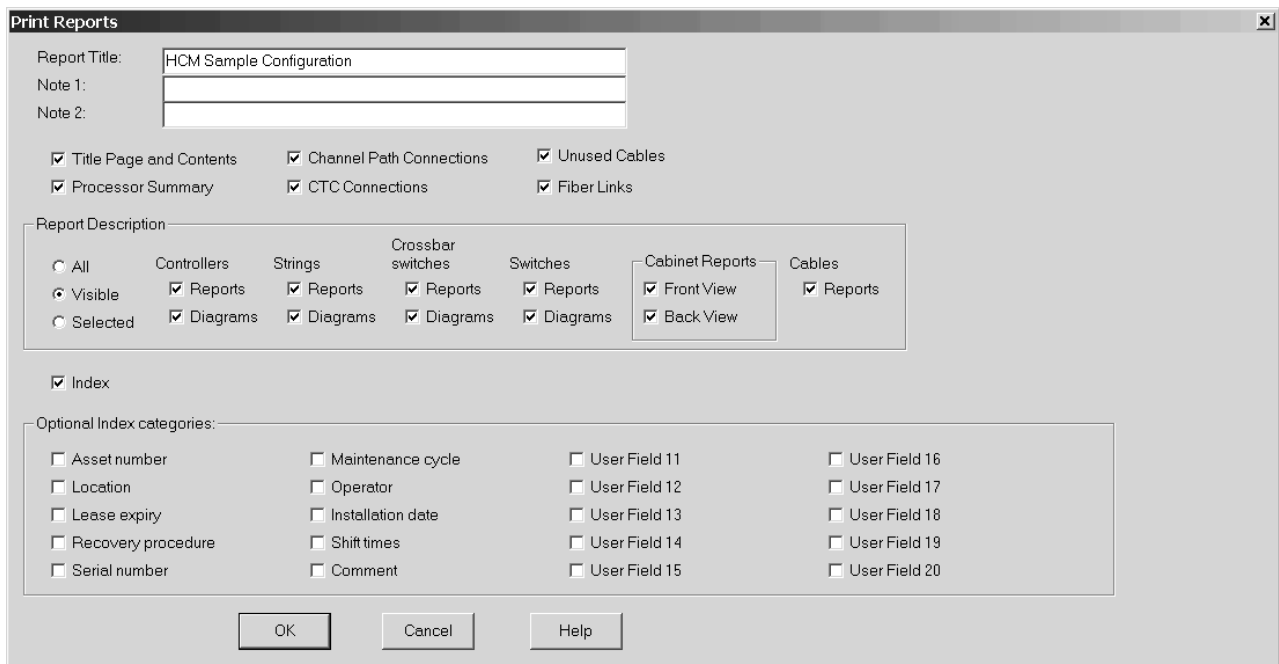 Print Reports
Report Title: HCM Sample Configuration
Note 1:
Note 2:
Title Page and Contents Channel Path Connections Unused Cables
Processor Summary CTC Connections Fiber Links
Report Description
Crossbar
All Controllers Strings switches Switches Cabinet Reports Cables
Visible Reports Reports Reports Reports Front View Reports
Selected Diagrams Diagrams Diagrams Diagrams Back View
Index
Optional Index categories:
Asset number Maintenance cycle User Field 11 User Field 16
Location Operator User Field 12 User Field 17
Lease expiry Installation date User Field 13 User Field 18
Recovery procedure Shift times User Field 14 User Field 19
Serial number Comment User Field 15 User Field 20
OK Cancel Help